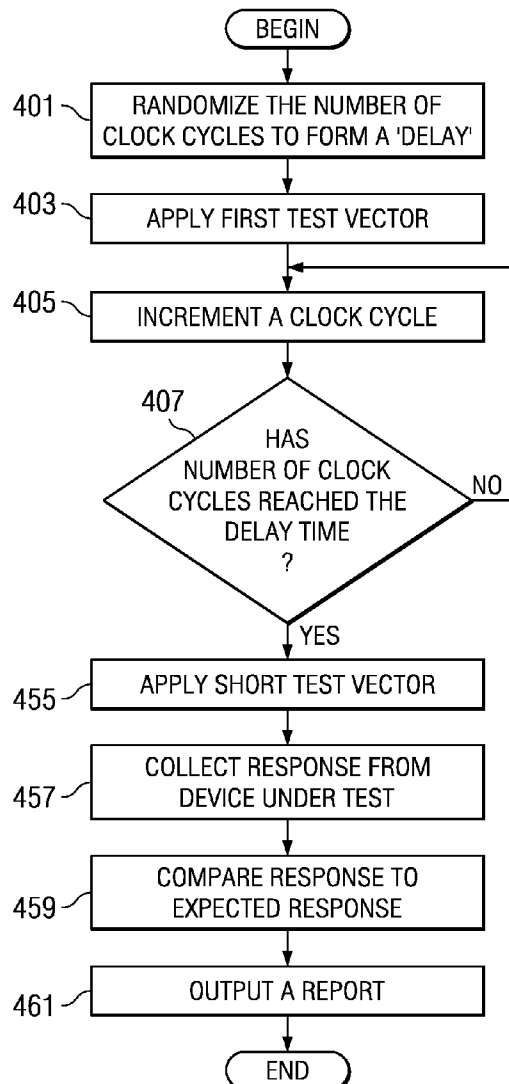 BEGIN
401
RANDOMIZE THE NUMBER OF
CLOCK CYCLES TO FORM A 'DELAY'
403
APPLY FIRST TEST VECTOR
405
INCREMENT A CLOCK CYCLE
407
HAS
NUMBER OF CLOCK
CYCLES REACHED THE
DELAY TIME
?
NO
YES
455
APPLY SHORT TEST VECTOR
457
COLLECT RESPONSE FROM
DEVICE UNDER TEST
459
COMPARE RESPONSE TO
EXPECTED RESPONSE
461
OUTPUT A REPORT
END